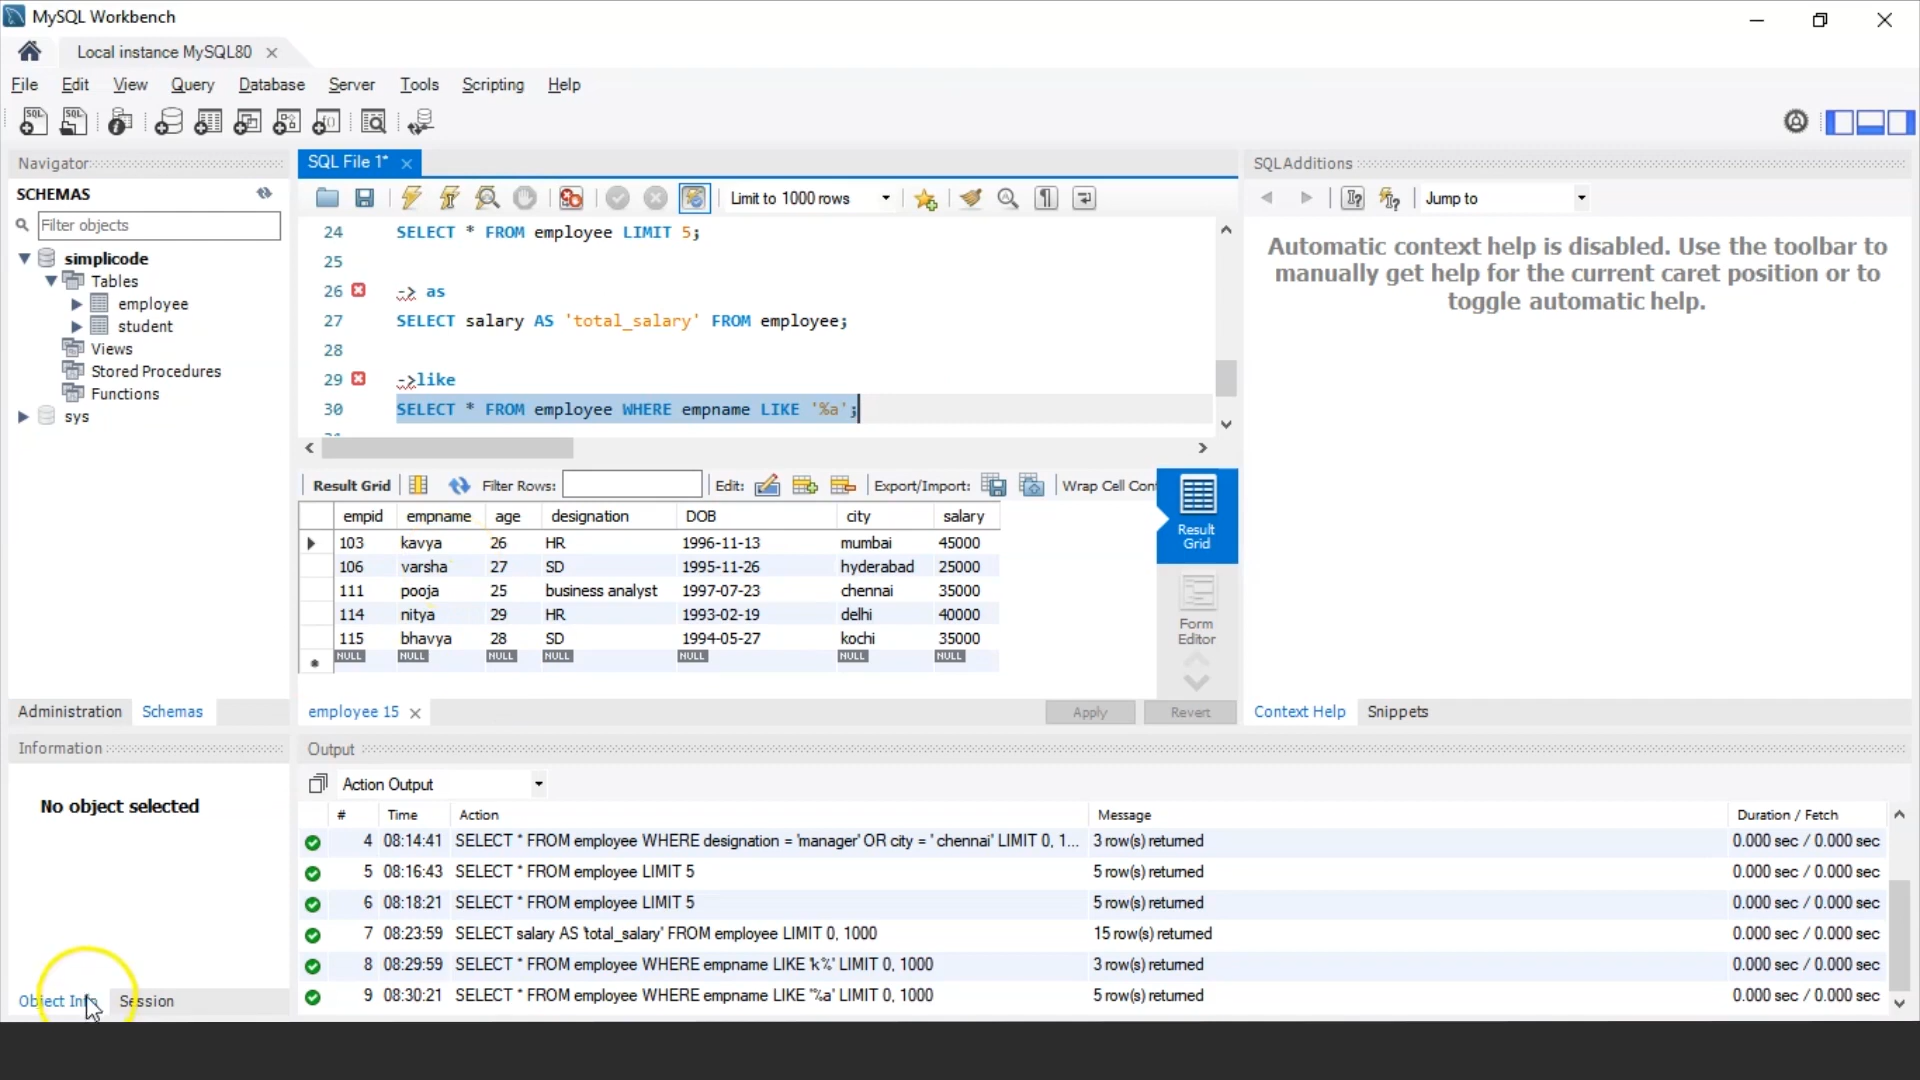 MySQL Workbench
Local instance MySQL80
File Edit View Query Database Server Tools Scripting Help
Navigator
SCHEMAS
Filter objects
simplicode
Tables
employee
student
Views
Stored Procedures
Functions
sys
Administration Schemas
Information
No object selected
Object Info Session
SQL File 1*
Limit to 1000 rows
24 SELECT * FROM employee LIMIT 5;
25
26 -> as
27 SELECT salary AS 'total_salary' FROM employee;
28
29 ->like
30 SELECT * FROM employee WHERE empname LIKE '%a';
Result Grid Filter Rows: Edit: Export/Import: Wrap Cell Cont
empid empname age designation DOB city salary
103 kavya 26 HR 1996-11-13 mumbai 45000
106 varsha 27 SD 1995-11-26 hyderabad 25000
111 pooja 25 business analyst 1997-07-23 chennai 35000
114 nitya 29 HR 1993-02-19 delhi 40000
115 bhavya 28 SD 1994-05-27 kochi 35000
NULL NULL NULL NULL NULL NULL NULL
Result
Grid
Form
Editor
employee 15 Apply Revert
SQLAdditions
Jump to
Automatic context help is disabled. Use the toolbar to
manually get help for the current caret position or to
toggle automatic help.
Context Help Snippets
Output
Action Output
# Time Action Message Duration / Fetch
4 08:14:41 SELECT * FROM employee WHERE designation = 'manager' OR city = ' chennai' LIMIT 0, 1... 3 row(s) returned 0.000 sec / 0.000 sec
5 08:16:43 SELECT * FROM employee LIMIT 5 5 row(s) returned 0.000 sec / 0.000 sec
6 08:18:21 SELECT * FROM employee LIMIT 5 5 row(s) returned 0.000 sec / 0.000 sec
7 08:23:59 SELECT salary AS 'total_salary' FROM employee LIMIT 0, 1000 15 row(s) returned 0.000 sec / 0.000 sec
8 08:29:59 SELECT * FROM employee WHERE empname LIKE 'k%' LIMIT 0, 1000 3 row(s) returned 0.000 sec / 0.000 sec
9 08:30:21 SELECT * FROM employee WHERE empname LIKE '%a' LIMIT 0, 1000 5 row(s) returned 0.000 sec / 0.000 sec